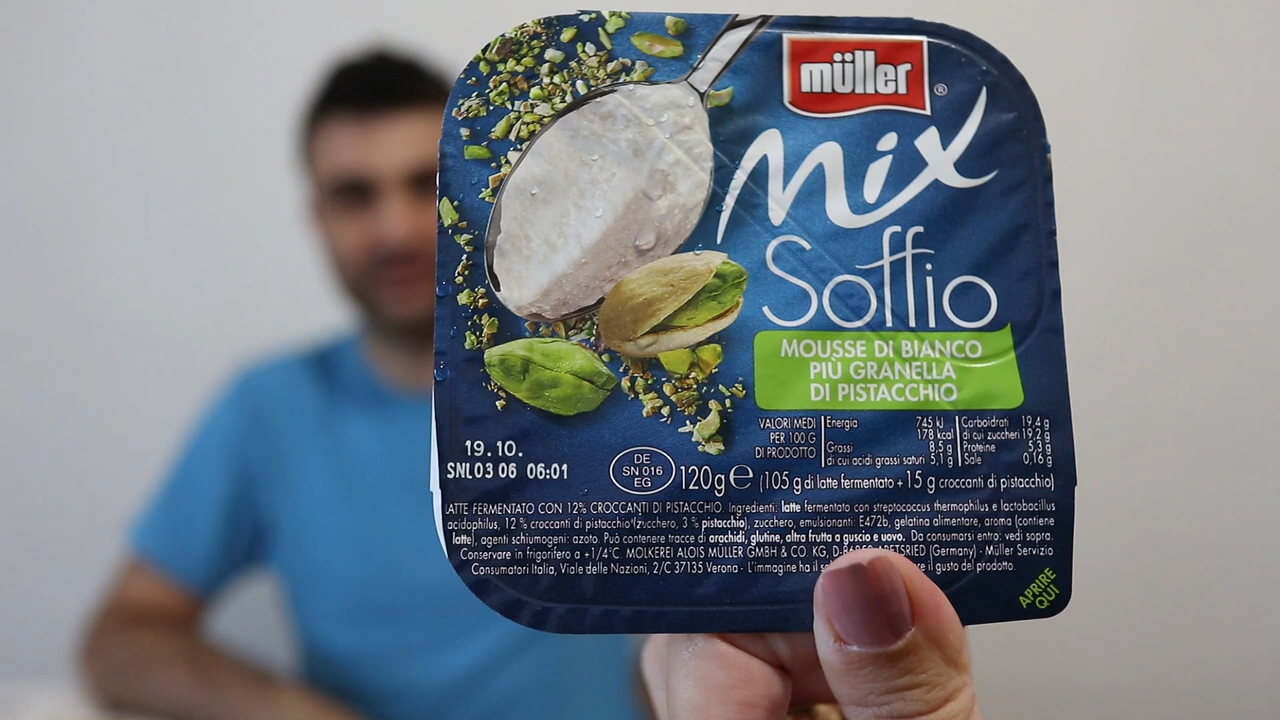 müller®
Mix
Soffio
MOUSSE DI BIANCO
PIÙ GRANELLA
DI PISTACCHIO
VALORI MEDI
PER 100 G
DI PRODOTTO
Energia 745 kJ
178 kcal
Grassi 8,5 g
di cui acidi grassi saturi 5,1 g
Carboidrati 19,4 g
di cui zuccheri 19,2 g
Proteine 5,3 g
Sale 0,16 g
19.10.
SNL03 06 06:01
DE
SN 016
EG
120g e (105 g di latte fermentato + 15 g croccanti di pistacchio)
LATTE FERMENTATO CON 12% CROCCANTI DI PISTACCHIO. Ingredienti: latte fermentato con streptococcus thermophilus e lactobacillus
acidophilus, 12 % croccanti di pistacchio (zucchero, 3 % pistacchio), zucchero, emulsionanti: E472b, gelatina alimentare, aroma (contiene
latte), agenti schiumogeni: azoto. Può contenere tracce di arachidi, glutine, altra frutta a guscio e uovo. Da consumarsi entro: vedi sopra.
Conservare in frigorifero a +1/4°C. MOLKEREI ALOIS MÜLLER GMBH & CO. KG, (Germany) - Müller Servizio
Consumatori Italia, Viale delle Nazioni, 2/C 37135 Verona - L'immagine ha il il gusto del prodotto.
APRIRE
QUI